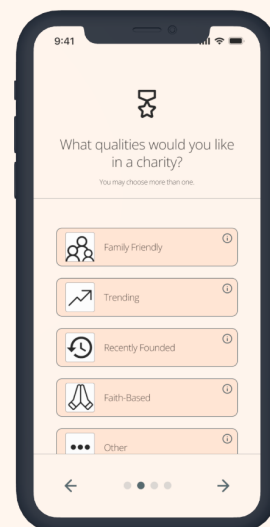 9:41
What qualities would you like
in a charity?
You may choose more than one.
Family Friendly
Trending
Recently Founded
Faith-Based
Other